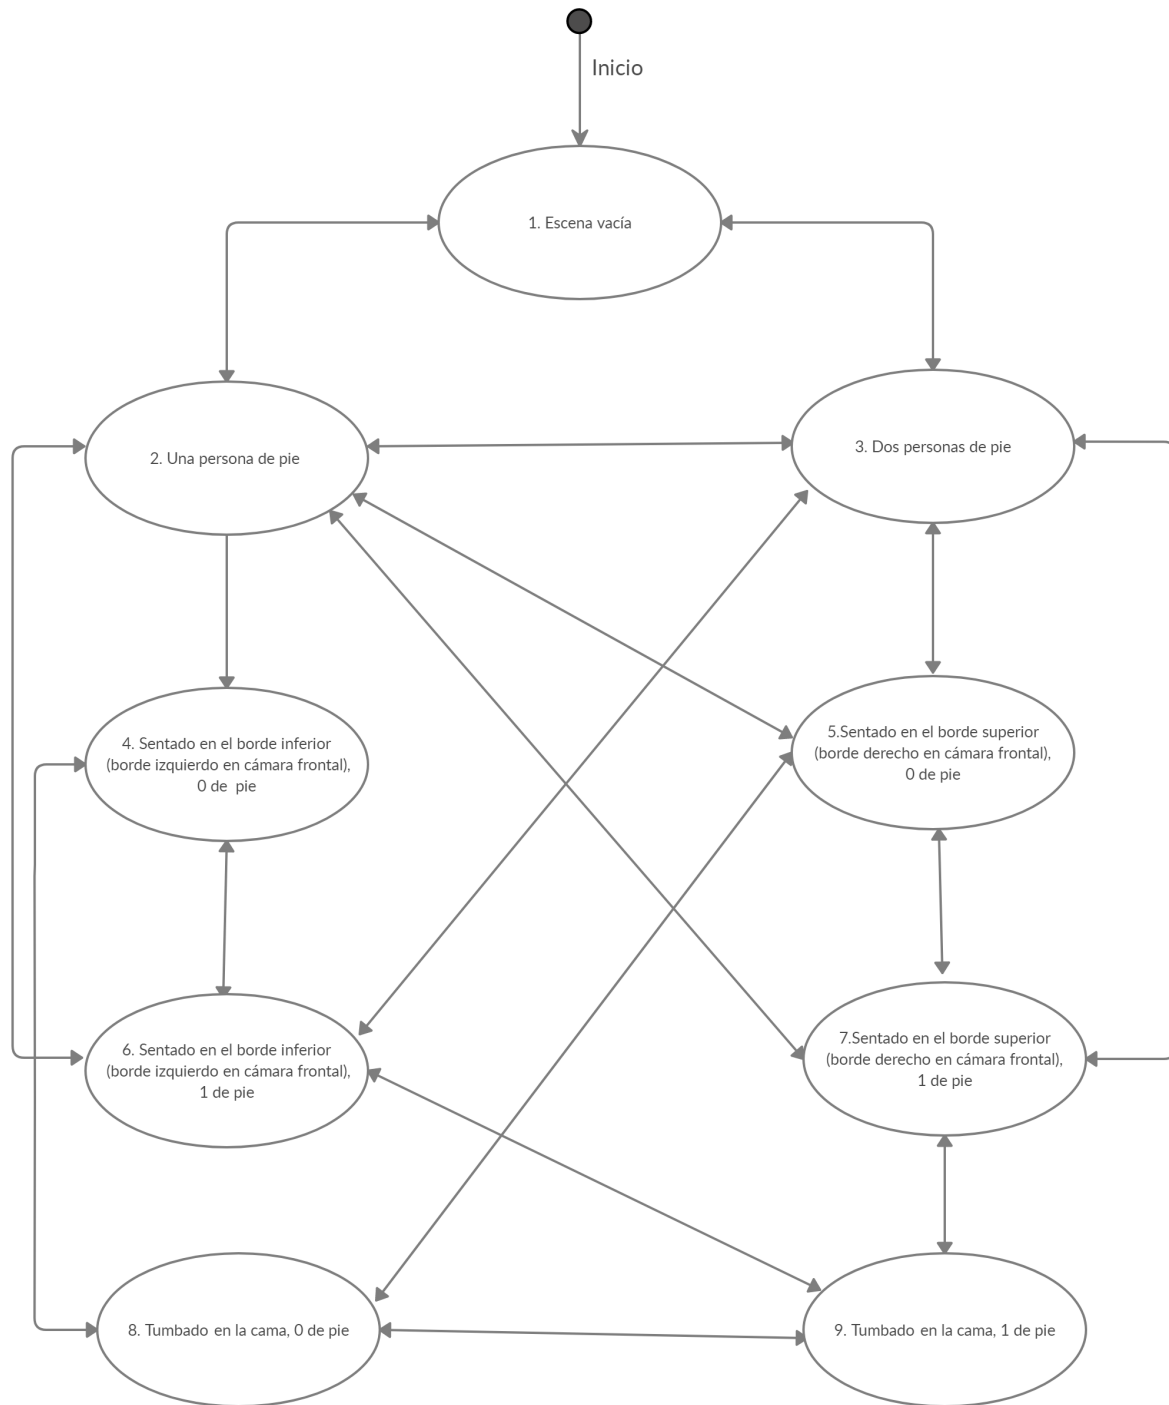 Inicio
1. Escena vacía
2. Una persona de pie
3. Dos personas de pie
4. Sentado en el borde inferior
(borde izquierdo en cámara frontal),
0 de  pie
5.Sentado en el borde superior
(borde derecho en cámara frontal),
0 de pie
6. Sentado en el borde inferior
(borde izquierdo en cámara frontal),
1 de pie
7.Sentado en el borde superior
(borde derecho en cámara frontal),
1 de pie
8. Tumbado en la cama, 0 de pie
9. Tumbado en la cama, 1 de pie